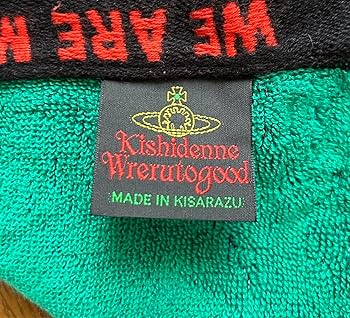 WE ARE M
Kishidenne
Wrerutogood
MADE IN KISARAZU